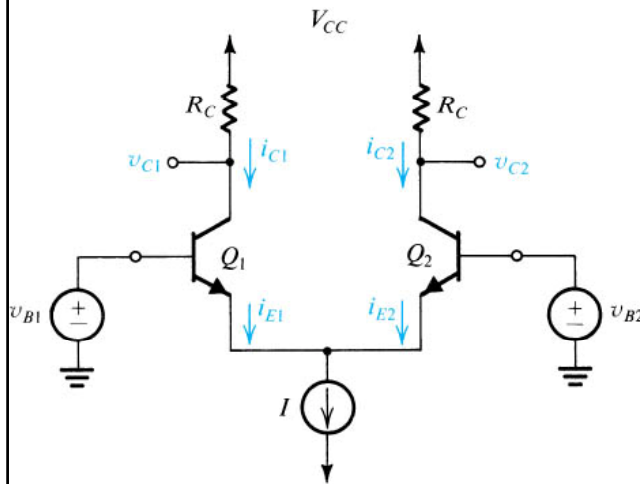 V_CC
R_C R_C
v_C1 i_C1 i_C2 v_C2
Q_1 Q_2
v_B1 + − i_E1 i_E2 + − v_B2
I